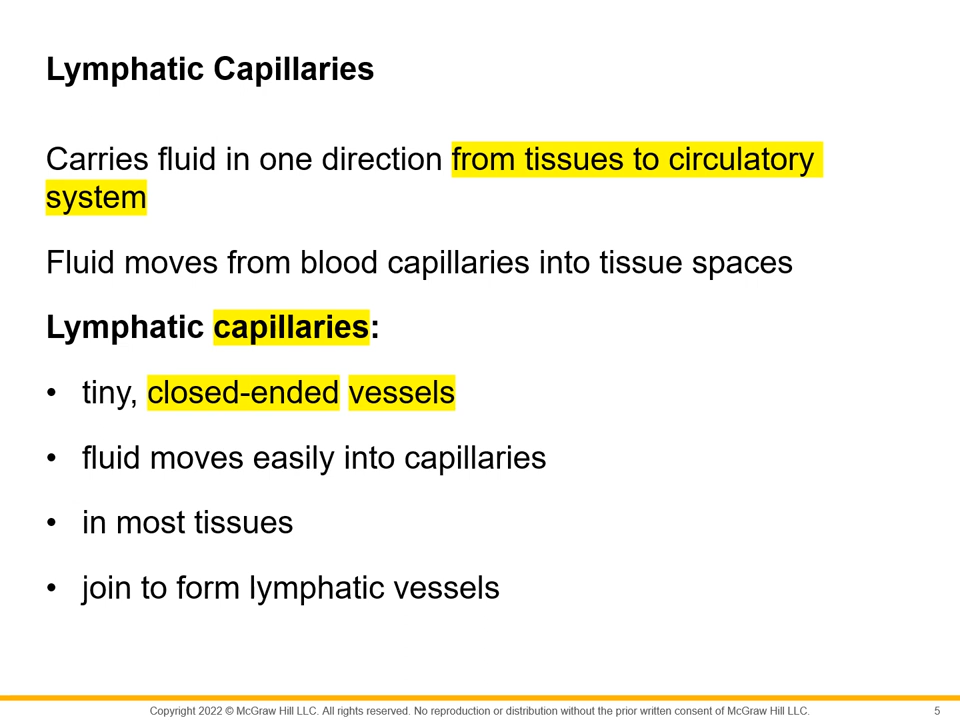 Lymphatic Capillaries
Carries fluid in one direction from tissues to circulatory
system
Fluid moves from blood capillaries into tissue spaces
Lymphatic capillaries:
• tiny, closed-ended vessels
• fluid moves easily into capillaries
• in most tissues
• join to form lymphatic vessels
Copyright 2022 © McGraw Hill LLC. All rights reserved. No reproduction or distribution without the prior written consent of McGraw Hill LLC. 5